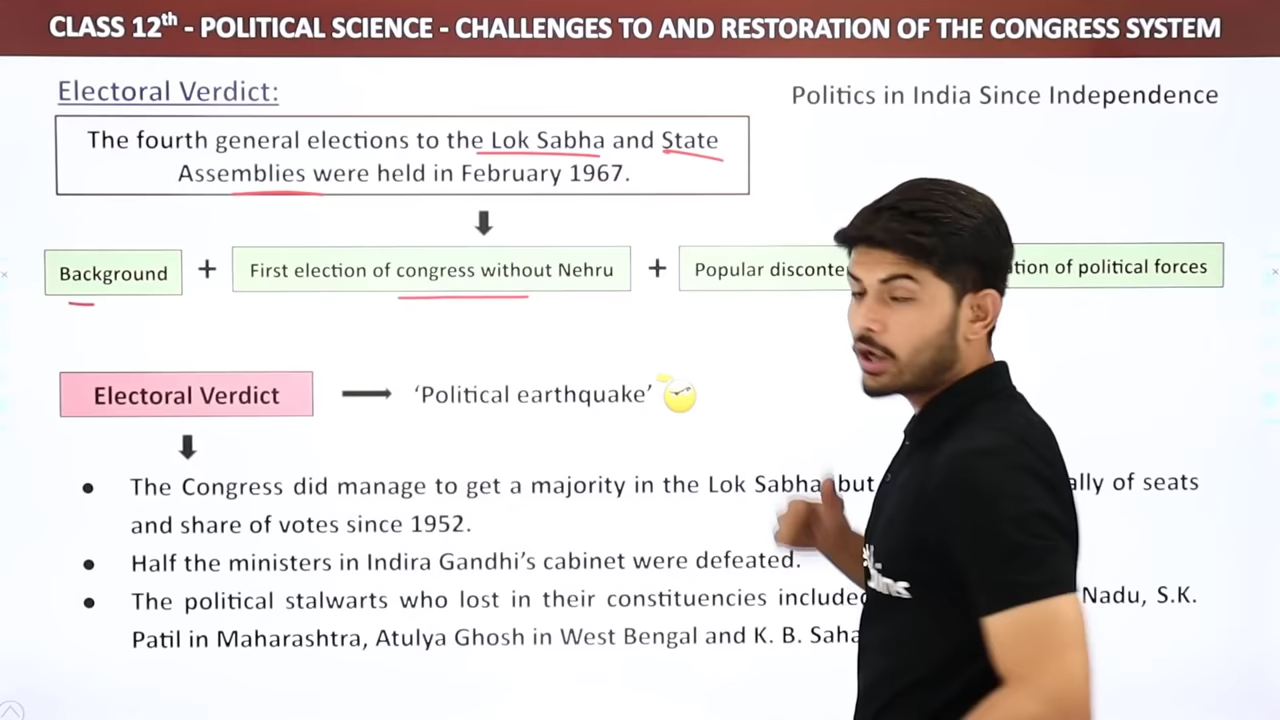 CLASS 12th - POLITICAL SCIENCE - CHALLENGES TO AND RESTORATION OF THE CONGRESS SYSTEM
Electoral Verdict:
Politics in India Since Independence
The fourth general elections to the Lok Sabha and State
Assemblies were held in February 1967.
Background + First election of congress without Nehru + Popular of political forces
Electoral Verdict 'Political earthquake'
The Congress did manage to get a majority in the Lok Sabha, but of seats
and share of votes since 1952.
Half the ministers in Indira Gandhi's cabinet were defeated.
The political stalwarts who lost in their constituencies Nadu, S.K.
Patil in Maharashtra, Atulya Ghosh in West Bengal and K. B.